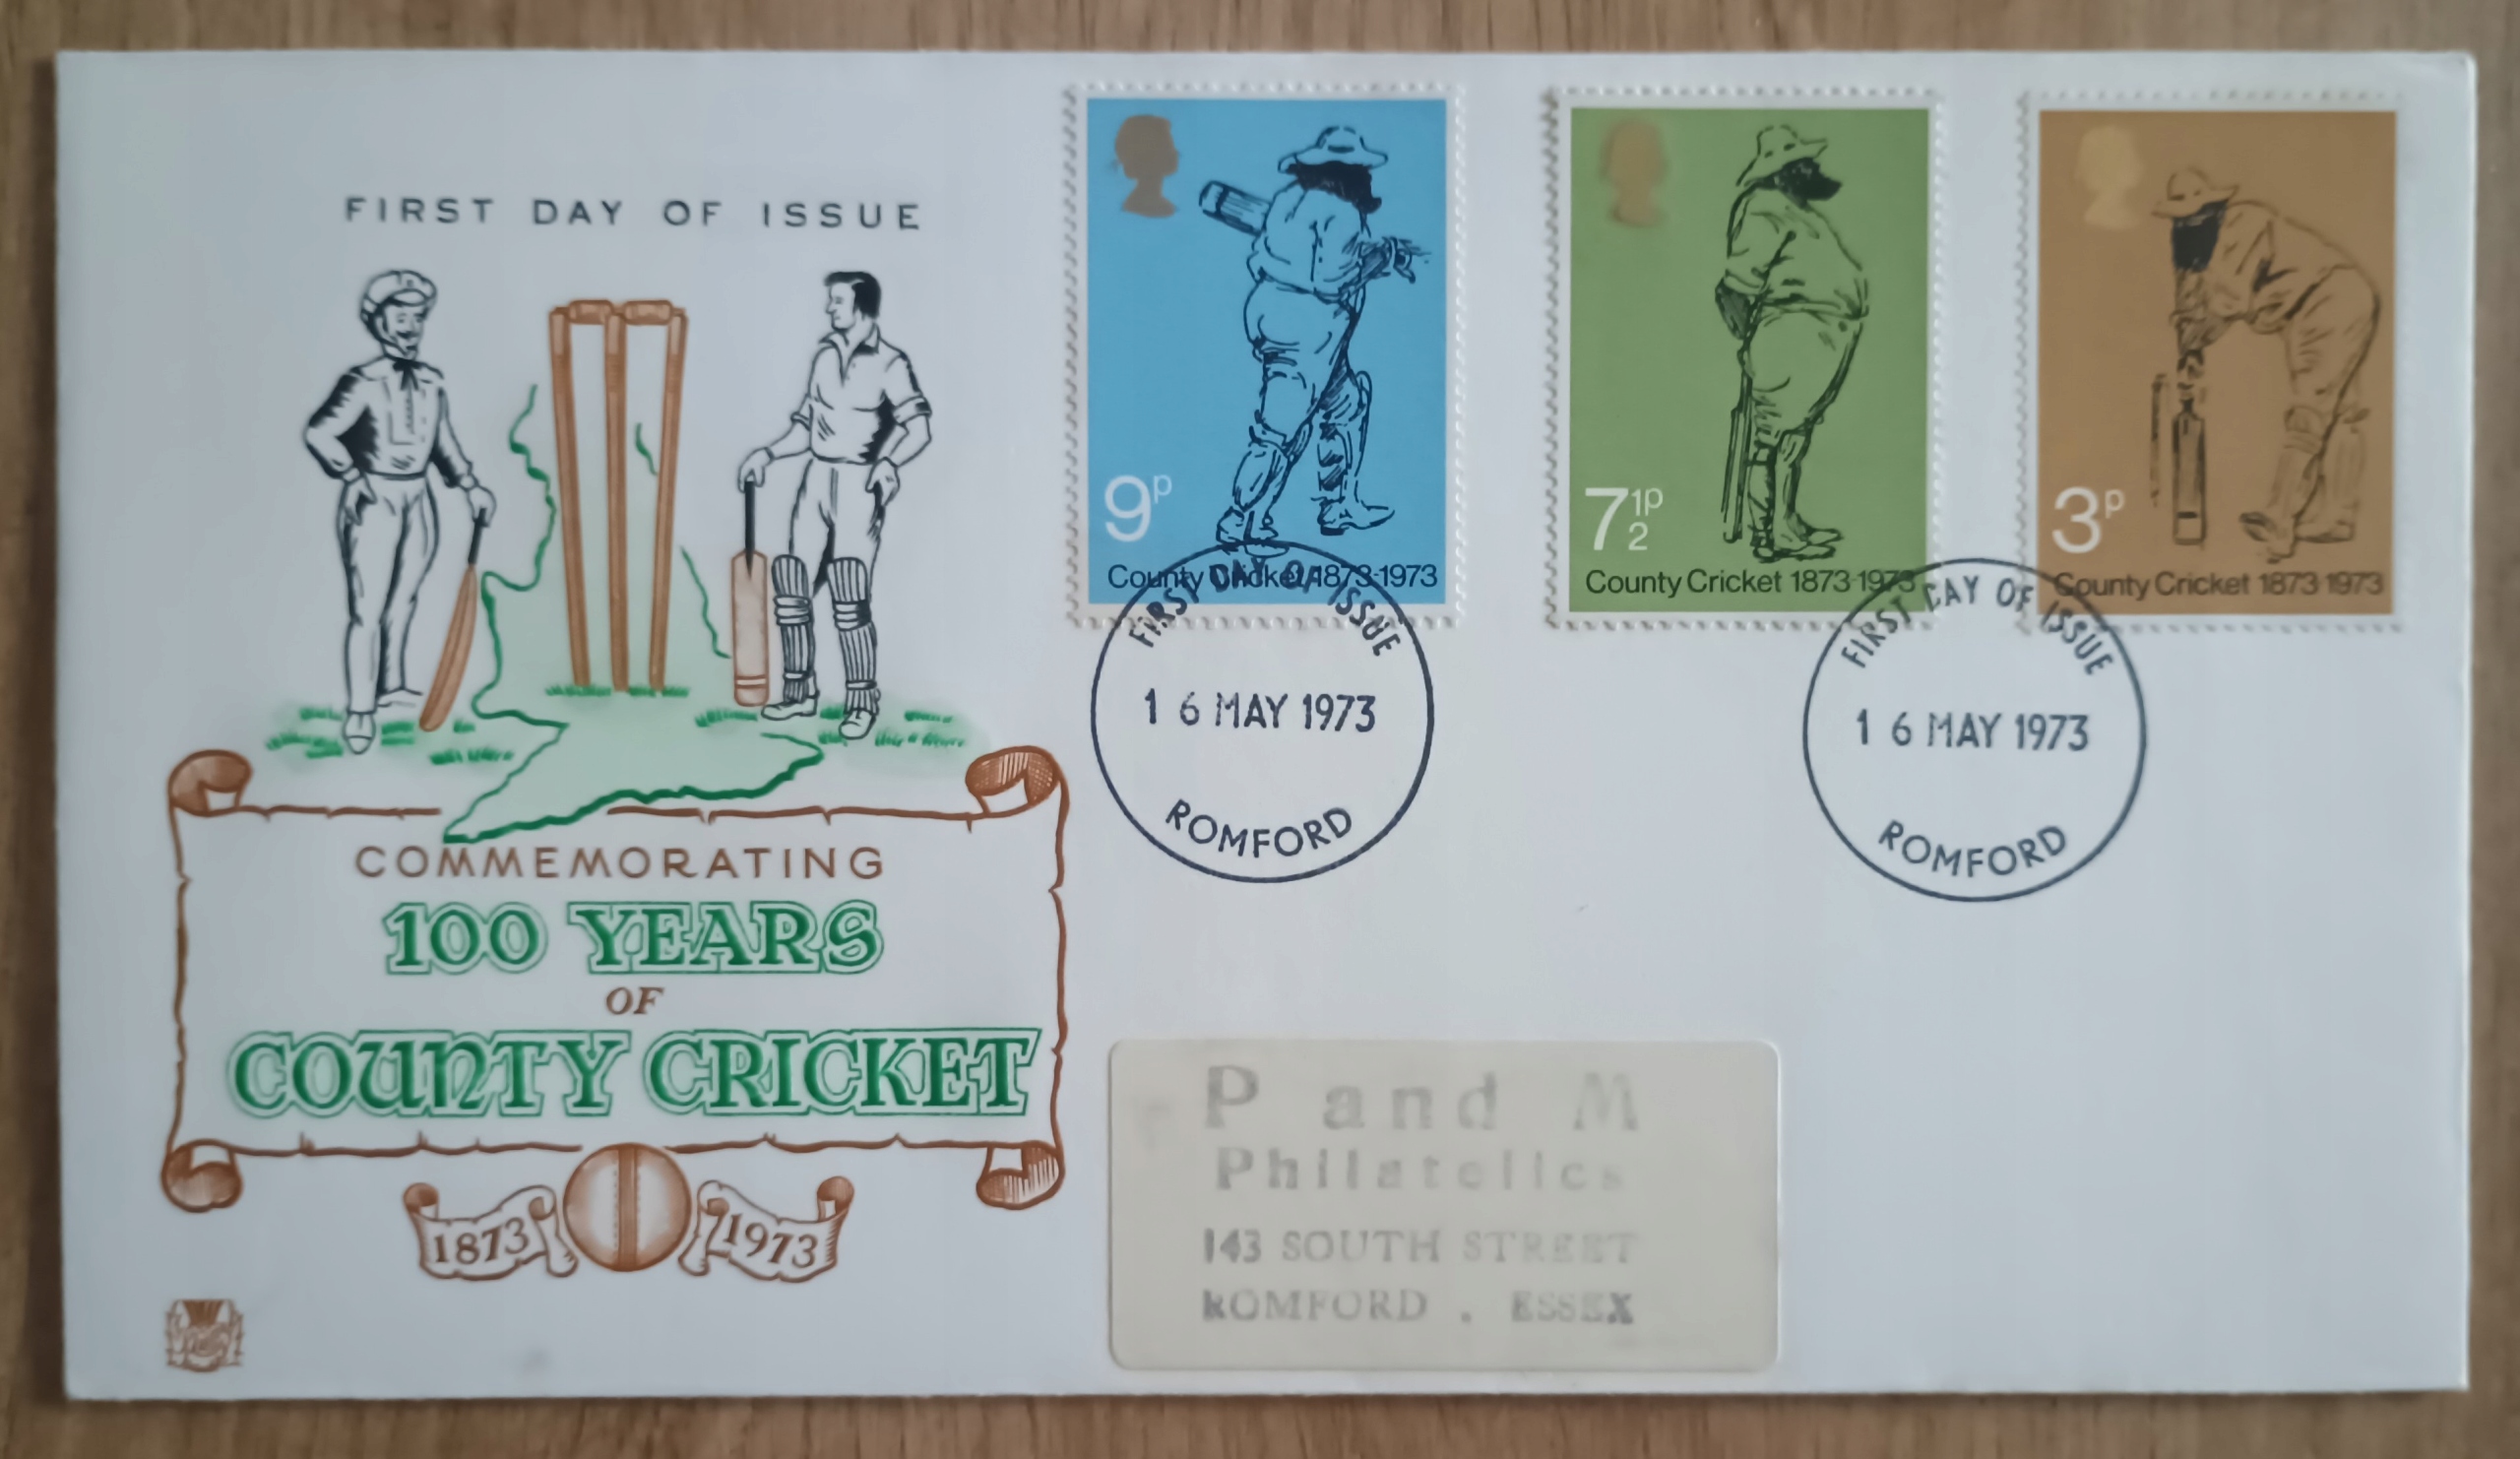 FIRST DAY OF ISSUE
9p
County Cricket 1873-1973
7½p
County Cricket 1873-1973
3p
County Cricket 1873-1973
FIRST DAY OF ISSUE
16 MAY 1973
ROMFORD
FIRST DAY OF ISSUE
16 MAY 1973
ROMFORD
COMMEMORATING
100 YEARS
OF
COUNTY CRICKET
1873 1973
P and M
Philatelics
143 SOUTH STREET
ROMFORD . ESSEX